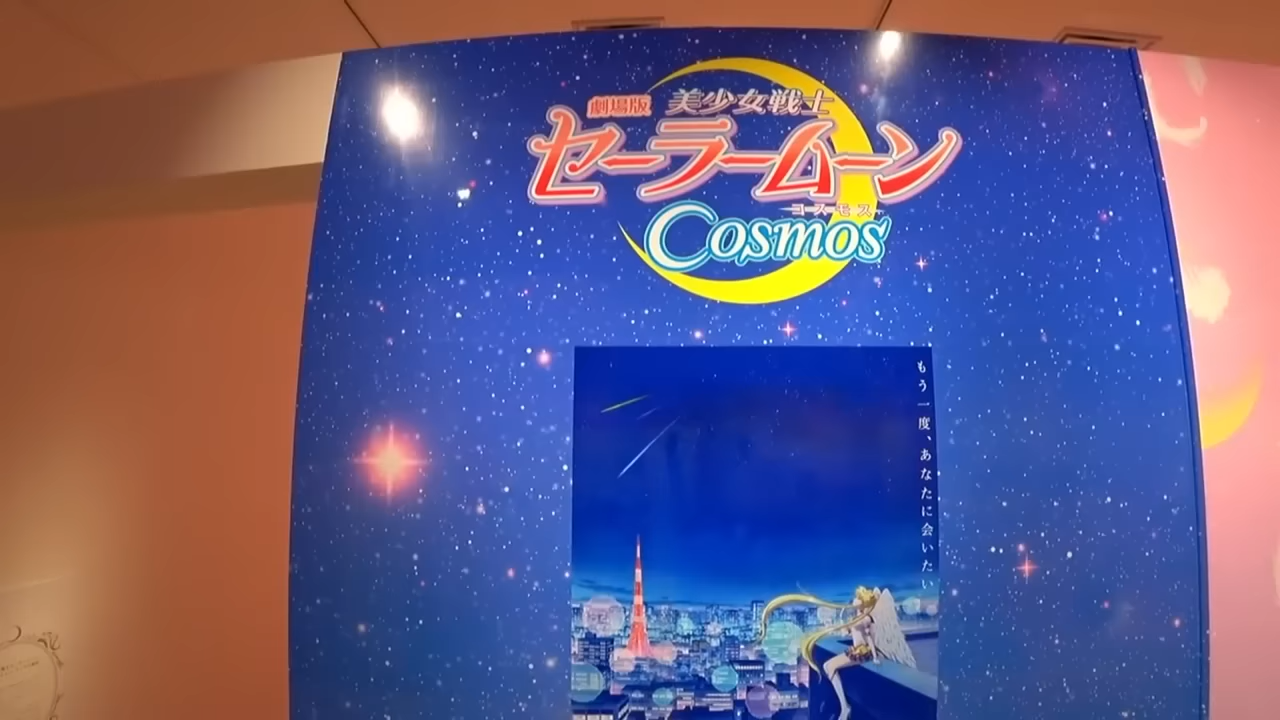 劇場版 美少女戦士
セーラームーン
コスモス
Cosmos
もう一度、あなたに会いたい